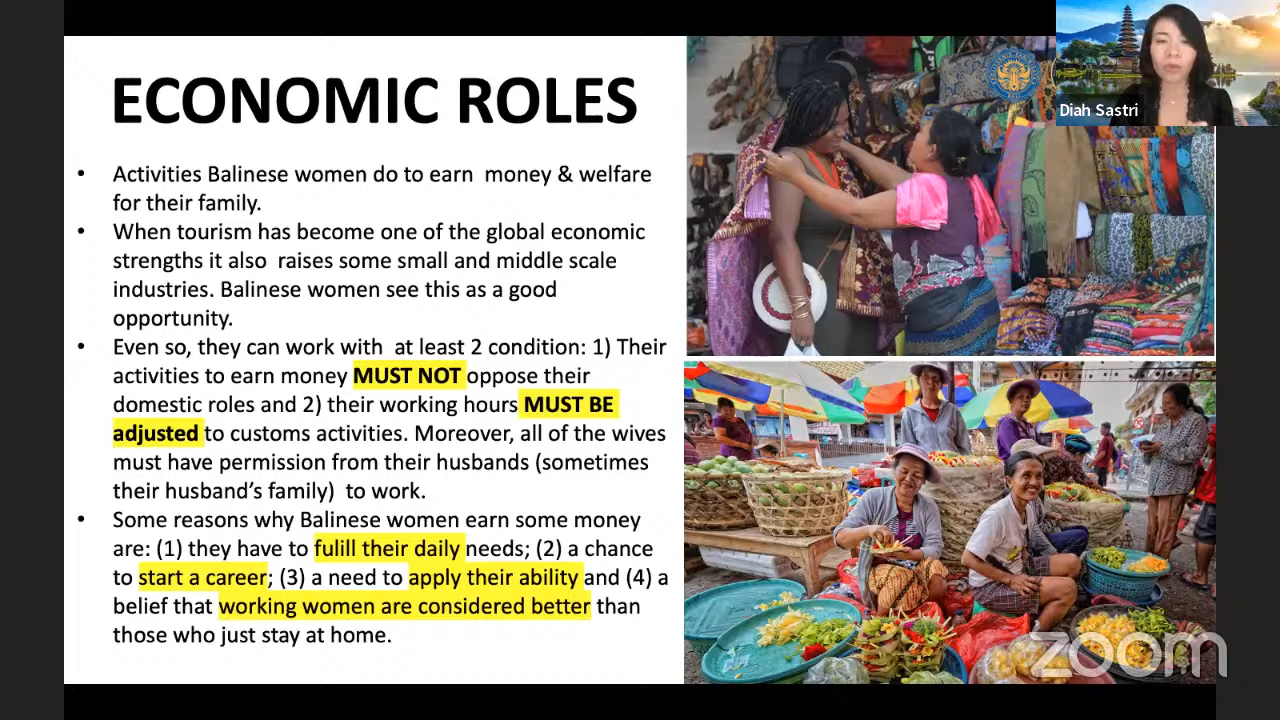 ECONOMIC ROLES
• Activities Balinese women do to earn money & welfare
for their family.
• When tourism has become one of the global economic
strengths it also raises some small and middle scale
industries. Balinese women see this as a good
opportunity.
• Even so, they can work with at least 2 condition: 1) Their
activities to earn money MUST NOT oppose their
domestic roles and 2) their working hours MUST BE
adjusted to customs activities. Moreover, all of the wives
must have permission from their husbands (sometimes
their husband's family) to work.
• Some reasons why Balinese women earn some money
are: (1) they have to fulill their daily needs; (2) a chance
to start a career; (3) a need to apply their ability and (4) a
belief that working women are considered better than
those who just stay at home.
Diah Sastri
zoom